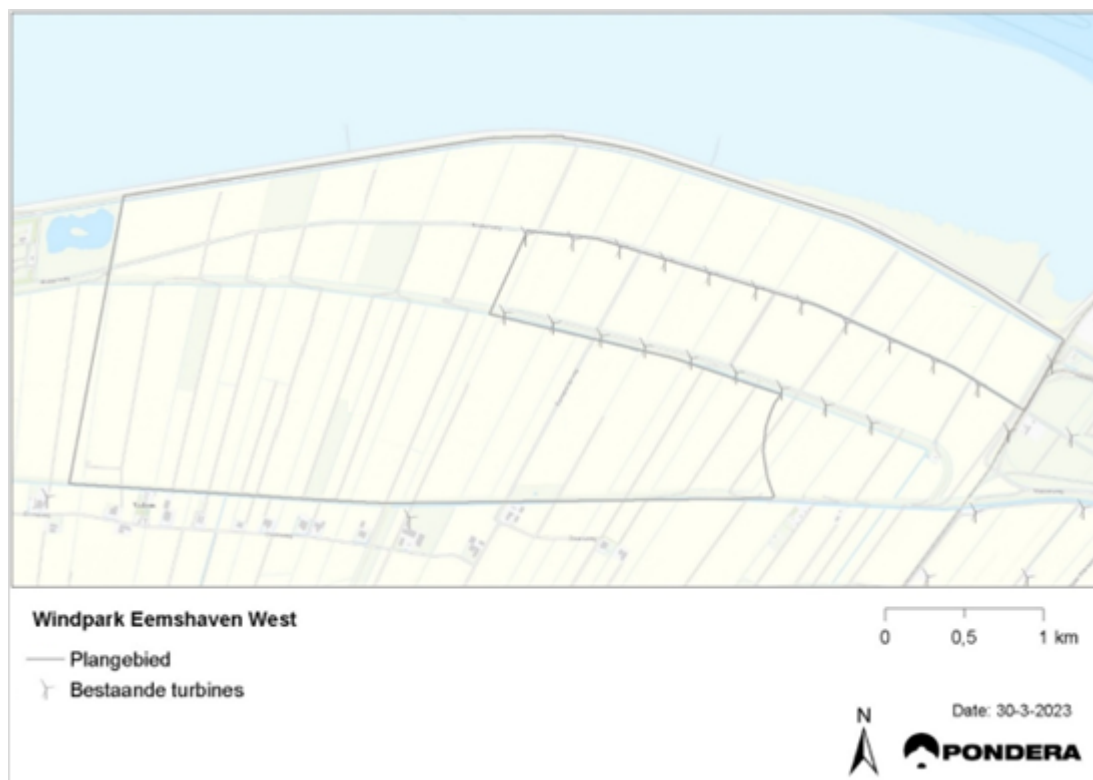 Windpark Eemshaven West
Plangebied
Bestaande turbines
0 0,5 1 km
N
Date: 30-3-2023
PONDERA